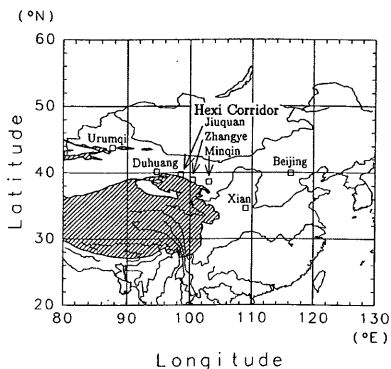 (°N)
60
50
40
30
20
Latitude
Hexi Corridor
Jiuquan
Zhangye
Minqin
Urumqi
Duhuang
Beijing
Xian
80 90 100 110 120 130
(°E)
Longitude